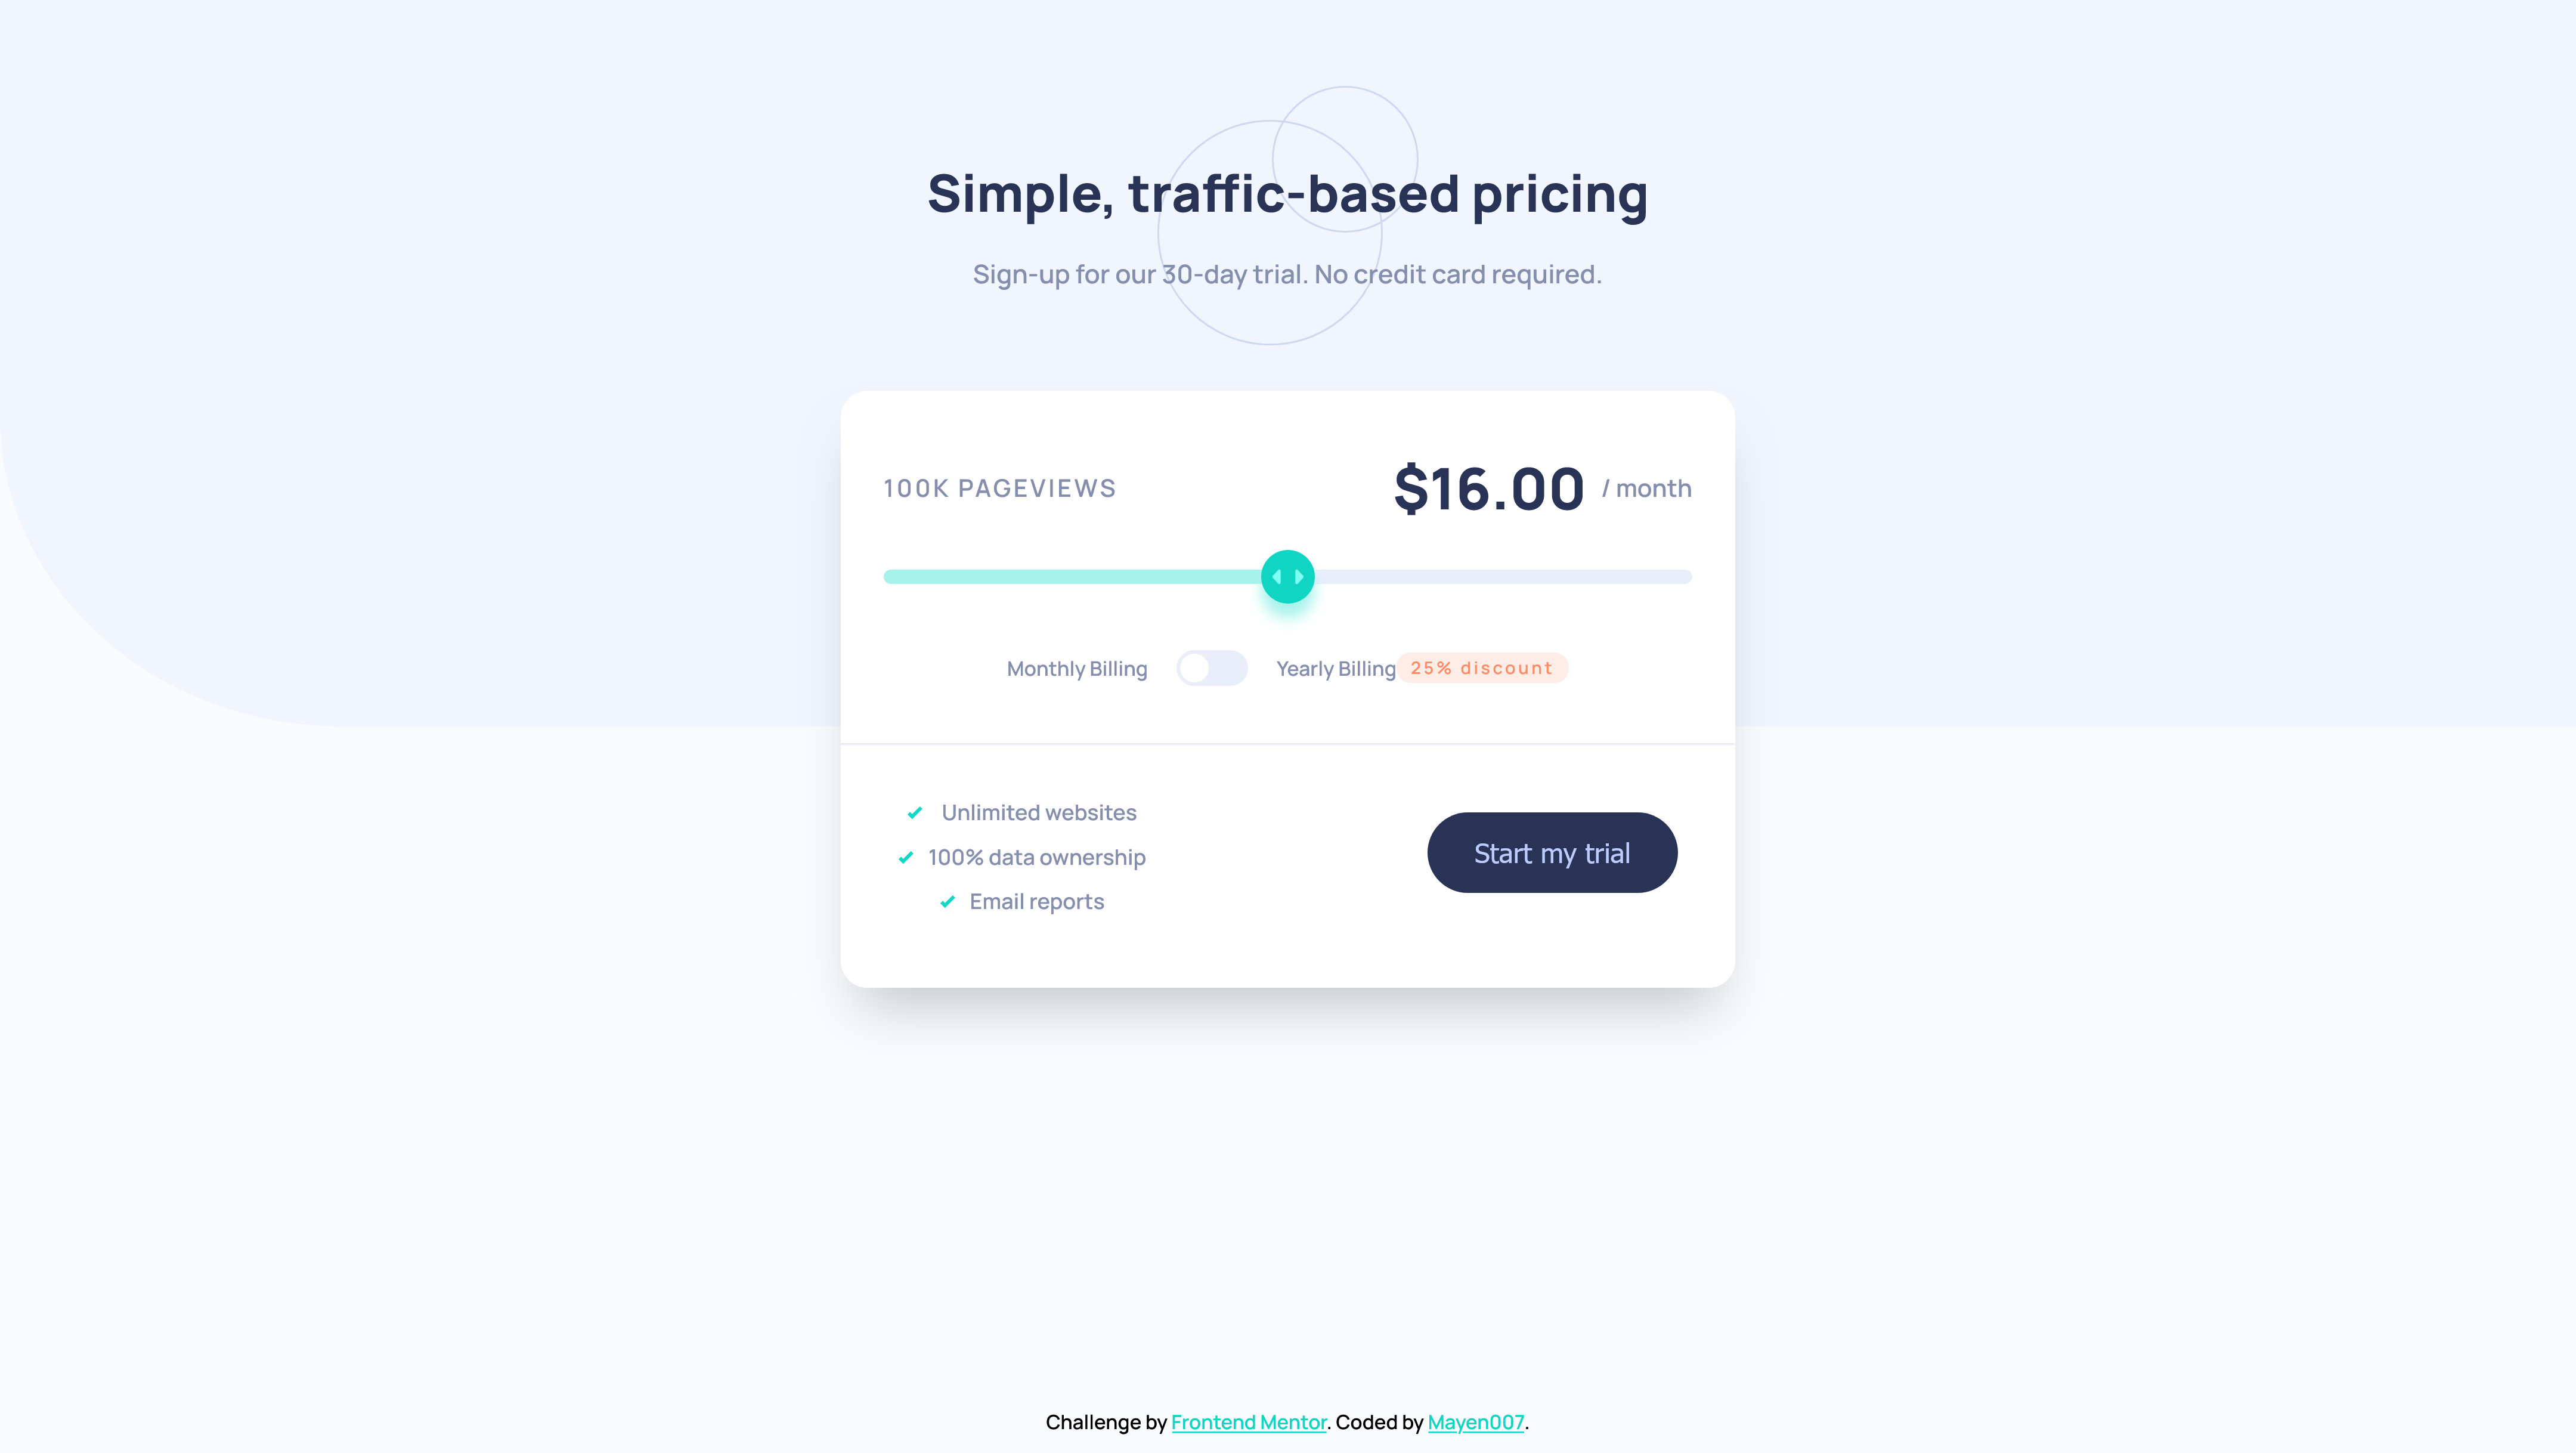 Simple, traffic-based pricing
Sign-up for our 30-day trial. No credit card required.
100K PAGEVIEWS
$16.00 / month
Monthly Billing
Yearly Billing 25% discount
Unlimited websites
100% data ownership
Email reports
Start my trial
Challenge by Frontend Mentor. Coded by Mayen007.